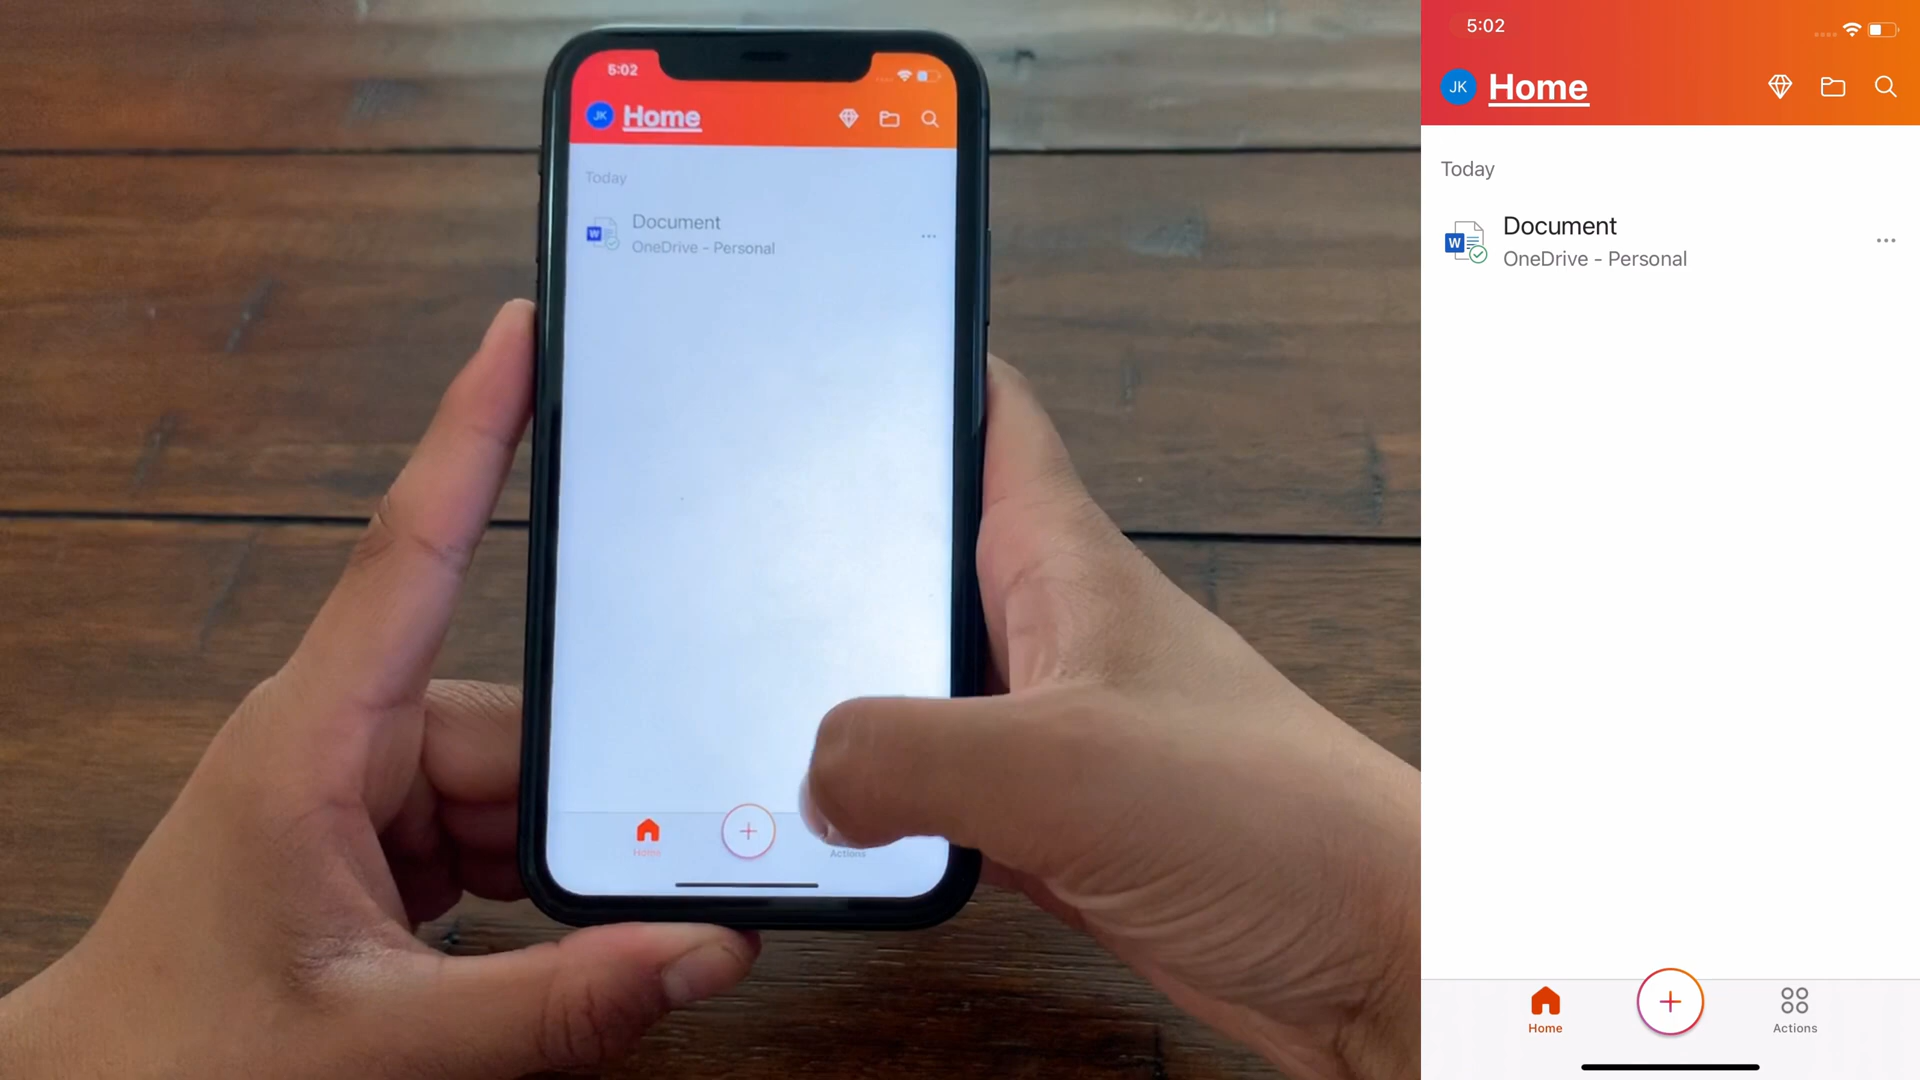 5:02
JK Home
Today
Document
W
OneDrive - Personal
Home
Actions
5:02
JK Home
Today
Document
W
OneDrive - Personal
Home
Actions